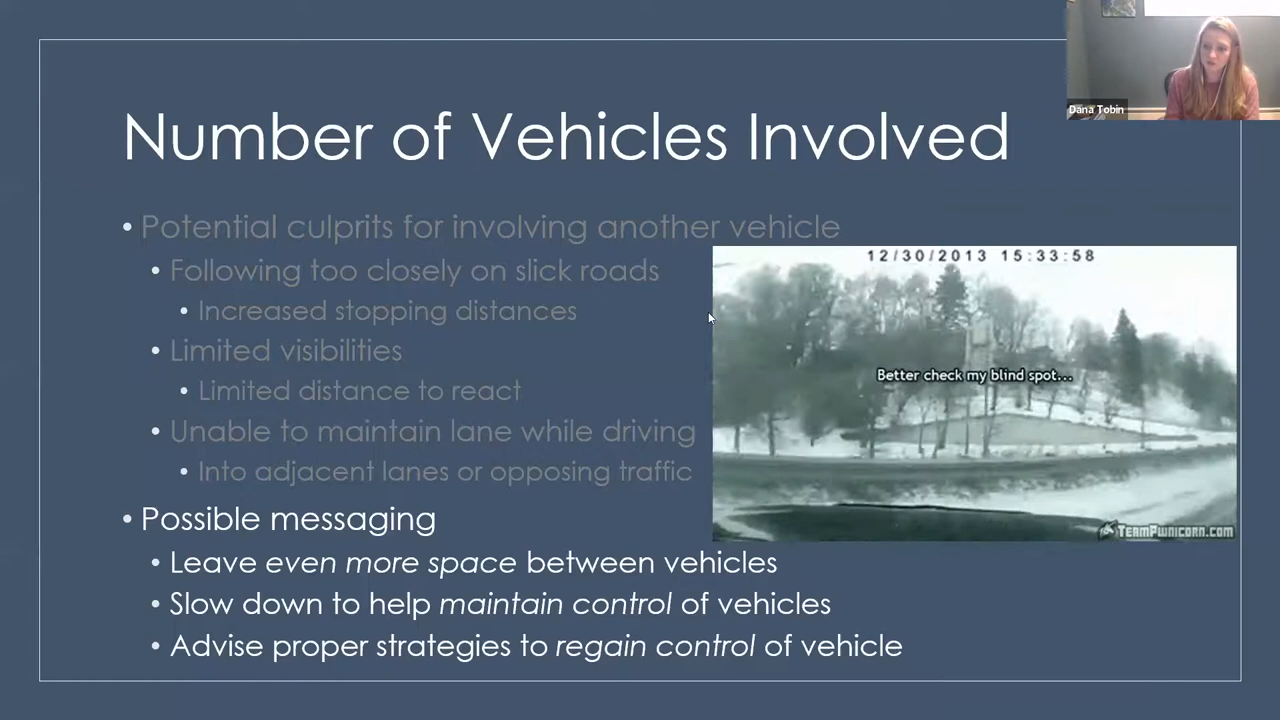 Dana Tobin
Number of Vehicles Involved
• Potential culprits for involving another vehicle
• Following too closely on slick roads
• Increased stopping distances
• Limited visibilities
• Limited distance to react
• Unable to maintain lane while driving
• Into adjacent lanes or opposing traffic
12/30/2013 15:33:58
Better check my blind spot...
TeamPwnicorn.com
• Possible messaging
• Leave even more space between vehicles
• Slow down to help maintain control of vehicles
• Advise proper strategies to regain control of vehicle